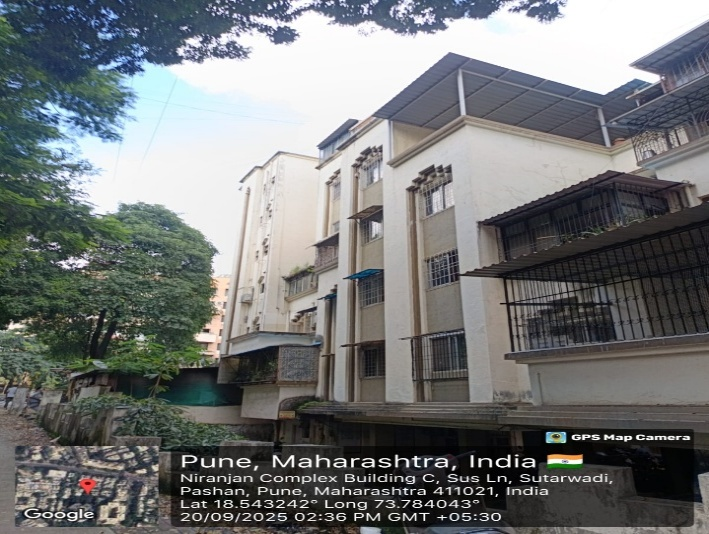 GPS Map Camera
Pune, Maharashtra, India 🇮🇳
Niranjan Complex Building C, Sus Ln, Sutarwadi,
Pashan, Pune, Maharashtra 411021, India
Lat 18.543242° Long 73.784043°
20/09/2025 02:36 PM GMT +05:30
Google